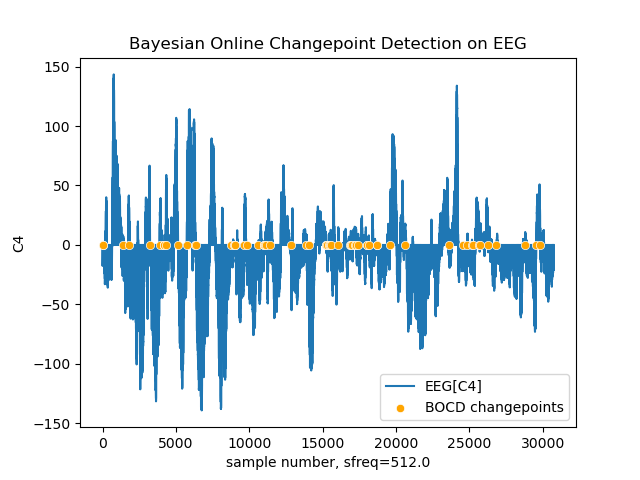 Bayesian Online Changepoint Detection on EEG
150
100
50
0
−50
−100
−150
C4
EEG[C4]
BOCD changepoints
0 5000 10000 15000 20000 25000 30000
sample number, sfreq=512.0